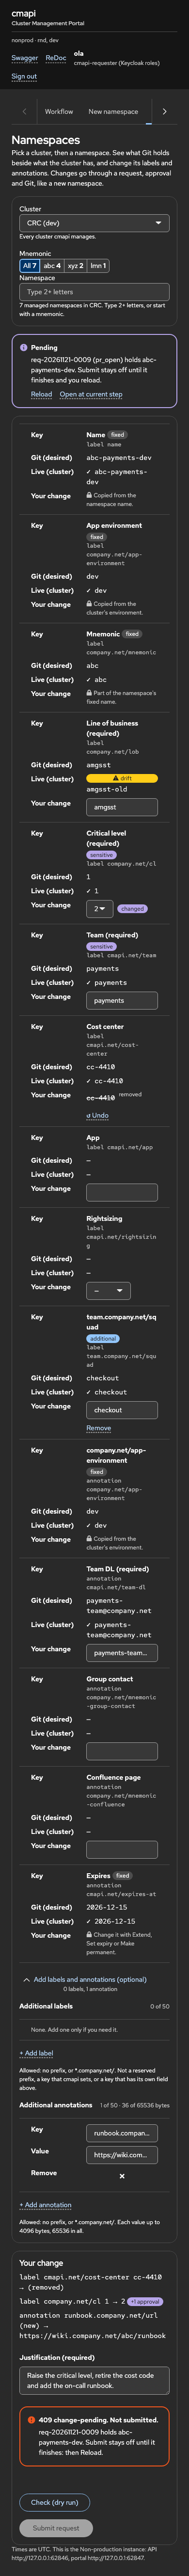 cmapi
Cluster Management Portal
nonprod · md, dev
Swagger ReDoc ola
cmapi-requester (Keycloak roles)
Sign out
Workflow New namespace
Namespaces
Pick a cluster, then a namespace. See what Git holds
beside what the cluster has, and change its labels and
annotations. Changes go through a request, approval
and Git, like a new namespace.
Cluster
CRC (dev)
Every cluster cmapi manages.
Mnemonic
All 7 abc 4 xyz 2 lmn 1
Namespace
Type 2+ letters
7 managed namespaces in CRC. Type 2+ letters, or start
with a mnemonic.
Pending
req-20261121-0009 (pr_open) holds abc-
payments-dev. Submit stays off until it
finishes and you reload.
Reload Open at current step
Key Name fixed
label name
Git (desired) abc-payments-dev
Live (cluster) ✓ abc-payments-
dev
Your change Copied from the
namespace name.
Key App environment
fixed
label
company.net/app-
environment
Git (desired) dev
Live (cluster) ✓ dev
Your change Copied from the
cluster's environment.
Key Mnemonic fixed
label
company.net/mnemonic
Git (desired) abc
Live (cluster) ✓ abc
Your change Part of the namespace's
fixed name.
Key Line of business
(required)
label
company.net/lob
Git (desired) amgsst
Live (cluster) drift
amgsst-old
Your change amgsst
Key Critical level
(required)
sensitive
label company.net/cl
Git (desired) 1
Live (cluster) ✓ 1
Your change 2 changed
Key Team (required)
sensitive
label cmapi.net/team
Git (desired) payments
Live (cluster) ✓ payments
Your change payments
Key Cost center
label
cmapi.net/cost-
center
Git (desired) cc-4410
Live (cluster) ✓ cc-4410
Your change cc-4410 removed
↺ Undo
Key App
label cmapi.net/app
Git (desired) —
Live (cluster) —
Your change
Key Rightsizing
label
cmapi.net/rightsizin
g
Git (desired) —
Live (cluster) —
Your change —
Key team.company.net/sq
uad
additional
label
team.company.net/squ
ad
Git (desired) checkout
Live (cluster) ✓ checkout
Your change checkout
Remove
Key company.net/app-
environment
fixed
annotation
company.net/app-
environment
Git (desired) dev
Live (cluster) ✓ dev
Your change Copied from the
cluster's environment.
Key Team DL (required)
annotation
cmapi.net/team-dl
Git (desired) payments-
team@company.net
Live (cluster) ✓ payments-
team@company.net
Your change payments-team...
Key Group contact
annotation
company.net/mnemonic
-group-contact
Git (desired) —
Live (cluster) —
Your change
Key Confluence page
annotation
company.net/mnemonic
-confluence
Git (desired) —
Live (cluster) —
Your change
Key Expires fixed
annotation
cmapi.net/expires-at
Git (desired) 2026-12-15
Live (cluster) ✓ 2026-12-15
Your change Change it with Extend,
Set expiry or Make
permanent.
Add labels and annotations (optional)
0 labels, 1 annotation
Additional labels 0 of 50
None. Add one only if you need it.
+ Add label
Allowed: no prefix, or *.company.net/. Not a reserved
prefix, a key that cmapi sets, or a key that has its own field
above.
Additional annotations 1 of 50 · 36 of 65536 bytes
Key runbook.compan...
Value https://wiki.com...
Remove ×
+ Add annotation
Allowed: no prefix, or *.company.net/. Each value up to
4096 bytes, 65536 in all.
Your change
label cmapi.net/cost-center cc-4410
→ (removed)
label company.net/cl 1 → 2 +1 approval
annotation runbook.company.net/url
(new) →
https://wiki.company.net/abc/runbook
Justification (required)
Raise the critical level, retire the cost code
and add the on-call runbook.
409 change-pending. Not submitted.
req-20261121-0009 holds abc-
payments-dev. Submit stays off until it
finishes: then Reload.
Check (dry run)
Submit request
Times are UTC. This is the Non-production instance: API
http://127.0.0.1:62846, portal http://127.0.0.1:62847.